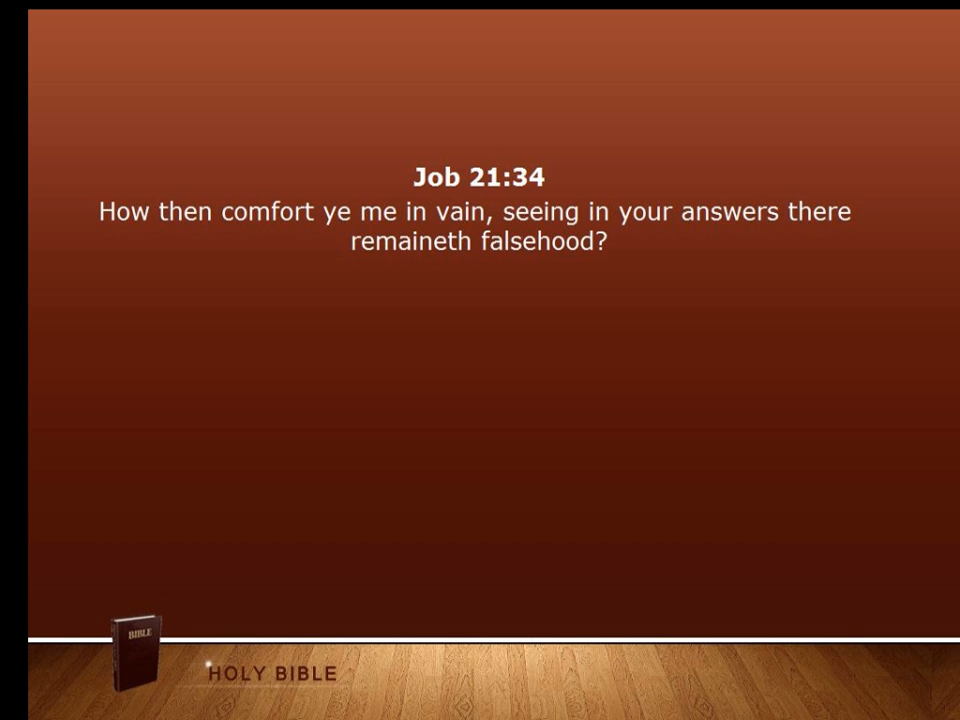 Job 21:34
How then comfort ye me in vain, seeing in your answers there
remaineth falsehood?
BIBLE
HOLY BIBLE